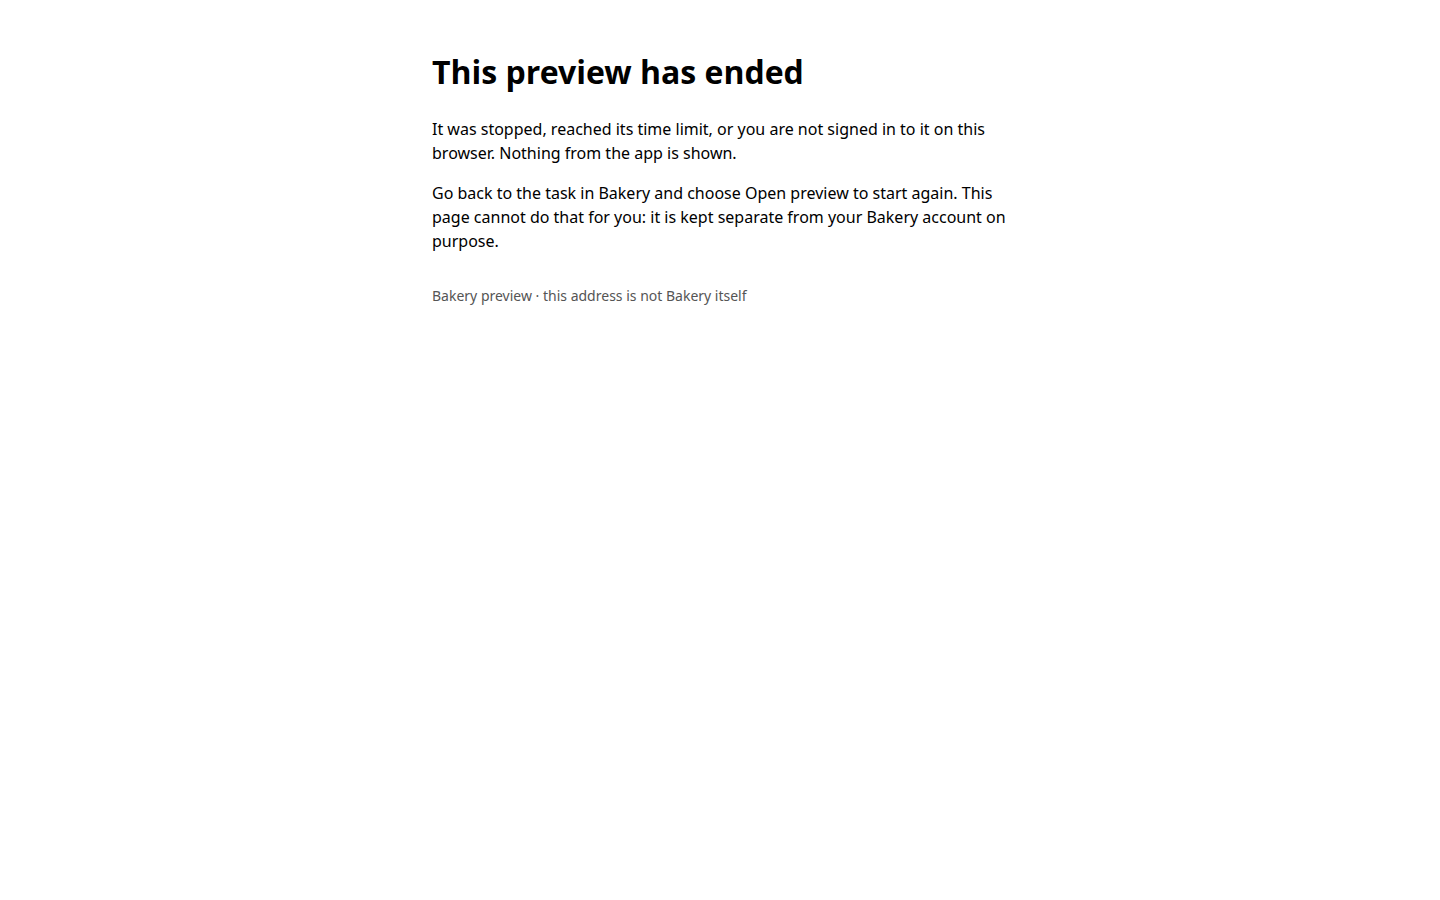 This preview has ended
It was stopped, reached its time limit, or you are not signed in to it on this
browser. Nothing from the app is shown.
Go back to the task in Bakery and choose Open preview to start again. This
page cannot do that for you: it is kept separate from your Bakery account on
purpose.
Bakery preview · this address is not Bakery itself